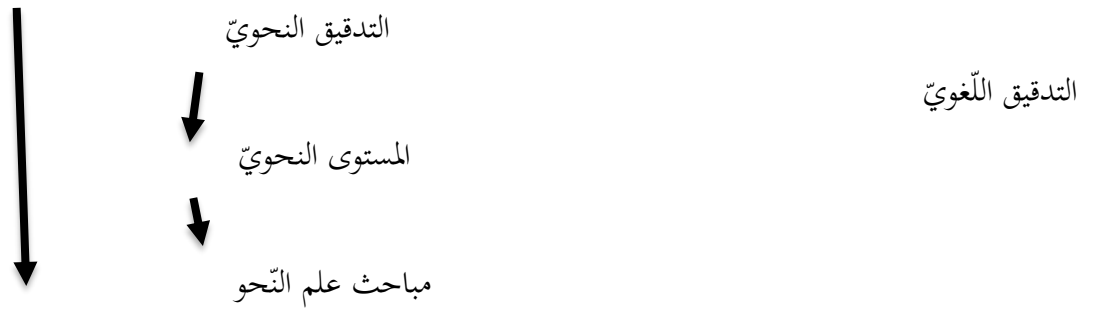 التدقيق النحويّ
التدقيق اللّغويّ
المستوى النحويّ
مباحث علم النّحو